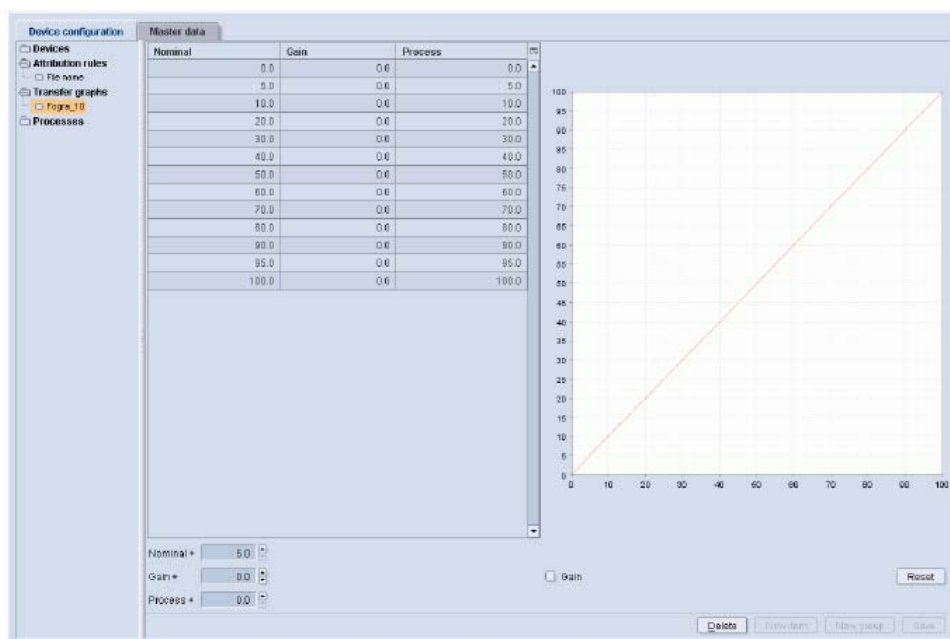 Device configuration
Master data
Devices
Attribution rules
File name
Transfer graphs
Fogra_10
Processes
Nominal Gain Process
0.0 0.0 0.0
5.0 0.0 5.0
10.0 0.0 10.0
20.0 0.0 20.0
30.0 0.0 30.0
40.0 0.0 40.0
50.0 0.0 50.0
60.0 0.0 60.0
70.0 0.0 70.0
80.0 0.0 80.0
90.0 0.0 90.0
95.0 0.0 95.0
100.0 0.0 100.0
100
95
90
85
80
75
70
65
60
55
50
45
40
35
30
25
20
15
10
5
0
0 10 20 30 40 50 60 70 80 90 100
Nominal + 5.0
Gain + 0.0
Process + 0.0
Gain
Reset
Delete
New item
New group
Save